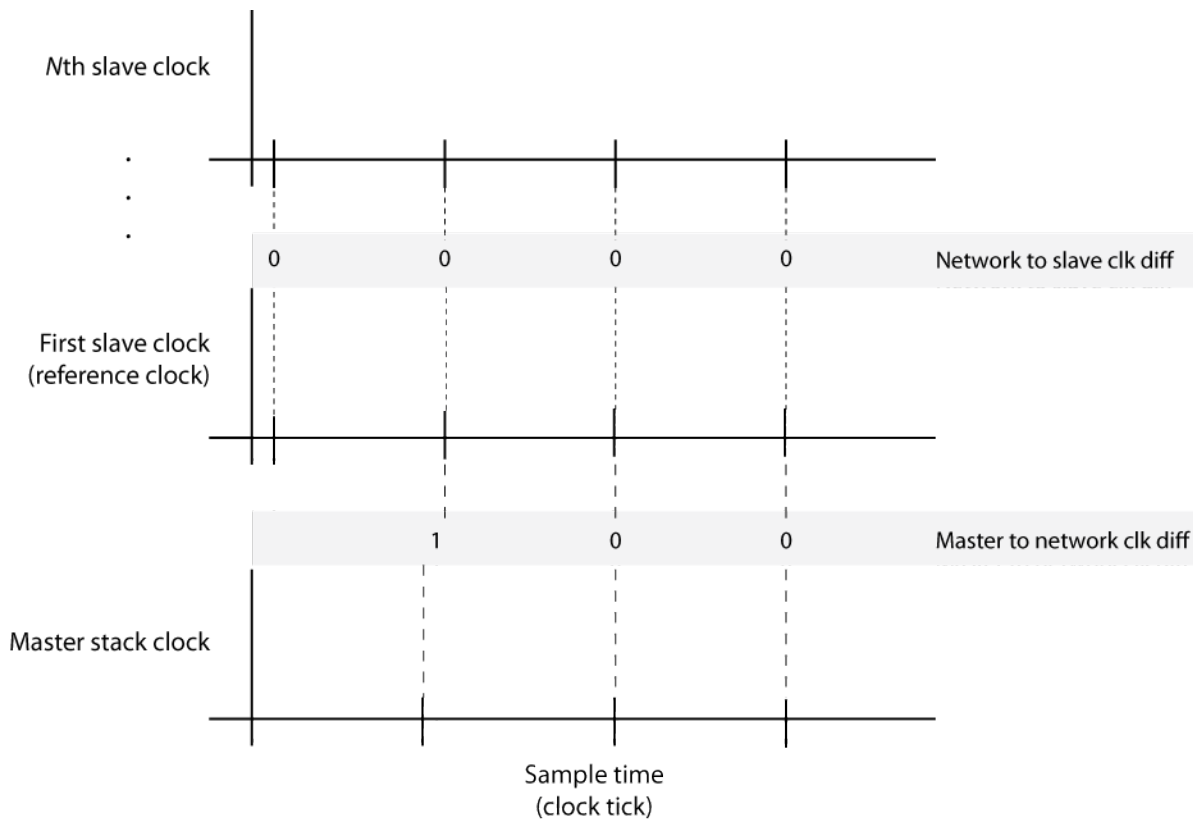 Nth slave clock
.
.
.
0 0 0 0 Network to slave clk diff
First slave clock
(reference clock)
1 0 0 Master to network clk diff
Master stack clock
Sample time
(clock tick)